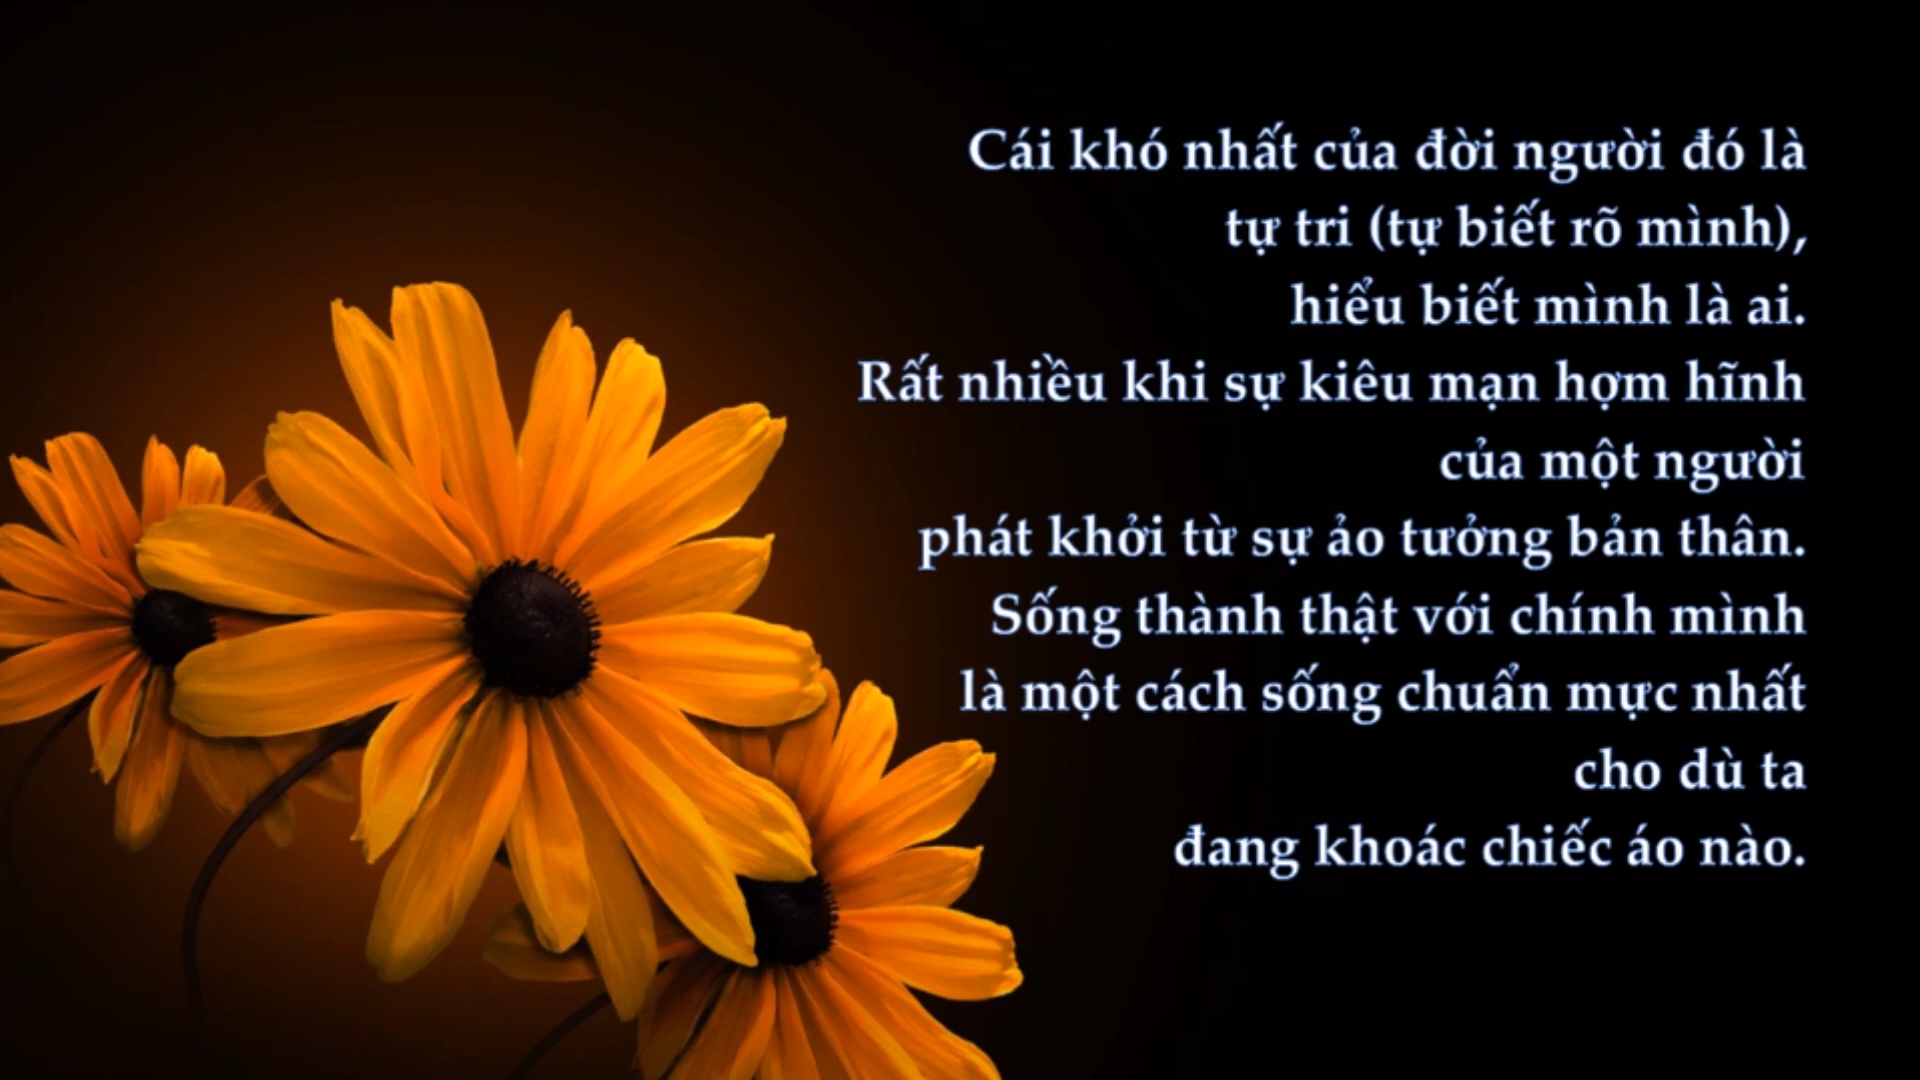 Cái khó nhất của đời người đó là
tự tri (tự biết rõ mình),
hiểu biết mình là ai.
Rất nhiều khi sự kiêu mạn hợm hĩnh
của một người
phát khởi từ sự ảo tưởng bản thân.
Sống thành thật với chính mình
là một cách sống chuẩn mực nhất
cho dù ta
đang khoác chiếc áo nào.